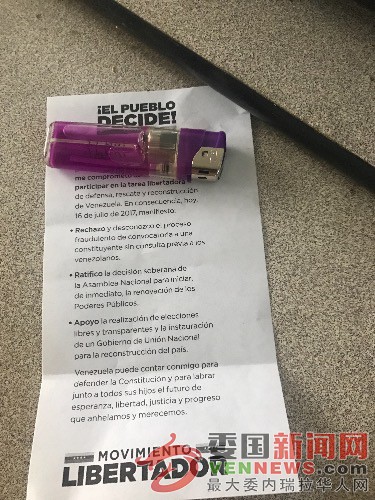 ¡EL PUEBLO
DECIDE!
me comprometo
participar en la tarea libertadora
de defensa, rescate y reconstrucción
de Venezuela. En consecuencia, hoy,
16 de julio de 2017, manifiesto:
• Rechazo y desconozco el proceso
fraudulento de convocatoria a una
constituyente sin consulta previa a los
venezolanos.
• Ratifico la decisión soberana de
la Asamblea Nacional para iniciar,
de inmediato, la renovación de los
Poderes Públicos.
• Apoyo la realización de elecciones
libres y transparentes y la instauración
de un Gobierno de Unión Nacional
para la reconstrucción del país.
Venezuela puede contar conmigo para
defender la Constitución y para labrar
junto a todos sus hijos el futuro de
esperanza, libertad, justicia y progreso
que anhelamos y merecemos.
MOVIMIENTO
LIBERTADOR
委国新闻网
VENNEWS.com
最大委内瑞拉华人网